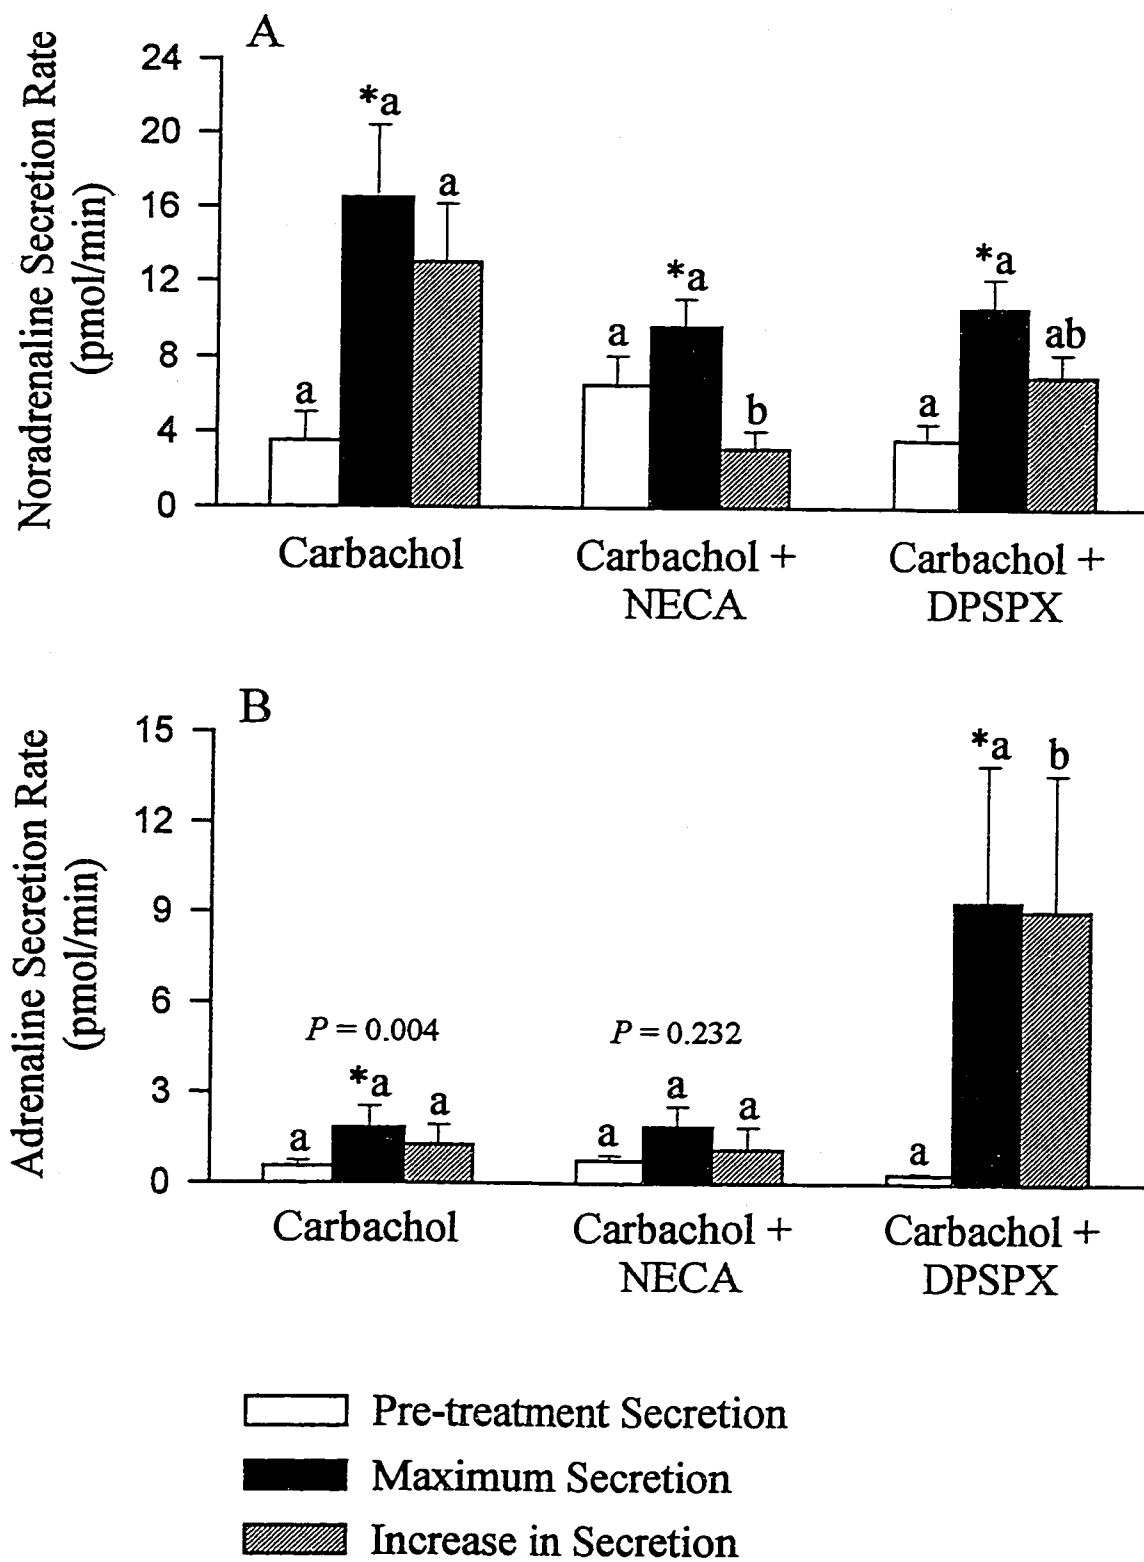 A
Noradrenaline Secretion Rate
(pmol/min)
24
20
16
12
8
4
0
a
*a
a
a
*a
b
a
*a
ab
Carbachol
Carbachol +
NECA
Carbachol +
DPSPX
B
Adrenaline Secretion Rate
(pmol/min)
15
12
9
6
3
0
P = 0.004
a
*a
a
P = 0.232
a
a
a
a
*a
b
Carbachol
Carbachol +
NECA
Carbachol +
DPSPX
Pre-treatment Secretion
Maximum Secretion
Increase in Secretion